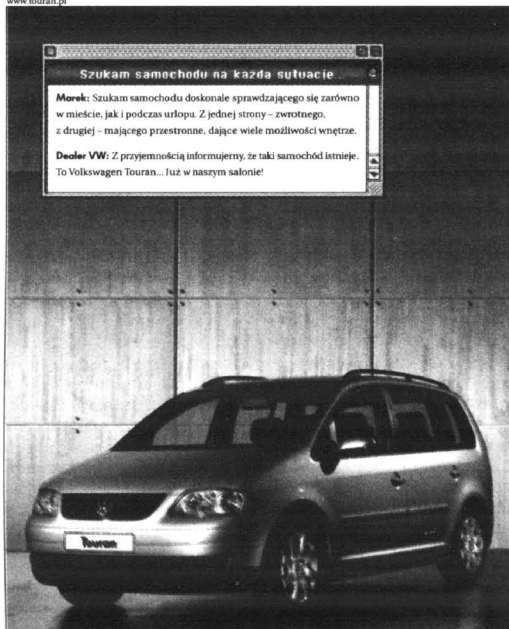 www.touran.pl
Szukam samochodu na każda sytuacje...
Marek: Szukam samochodu doskonale sprawdzającego się zarówno
w mieście, jak i podczas urlopu. Z jednej strony – zwrotnego,
z drugiej – mającego przestronne, dające wiele możliwości wnętrze.
Dealer VW: Z przyjemnością informujemy, że taki samochód istnieje.
To Volkswagen Touran... Już w naszym salonie!
Touran